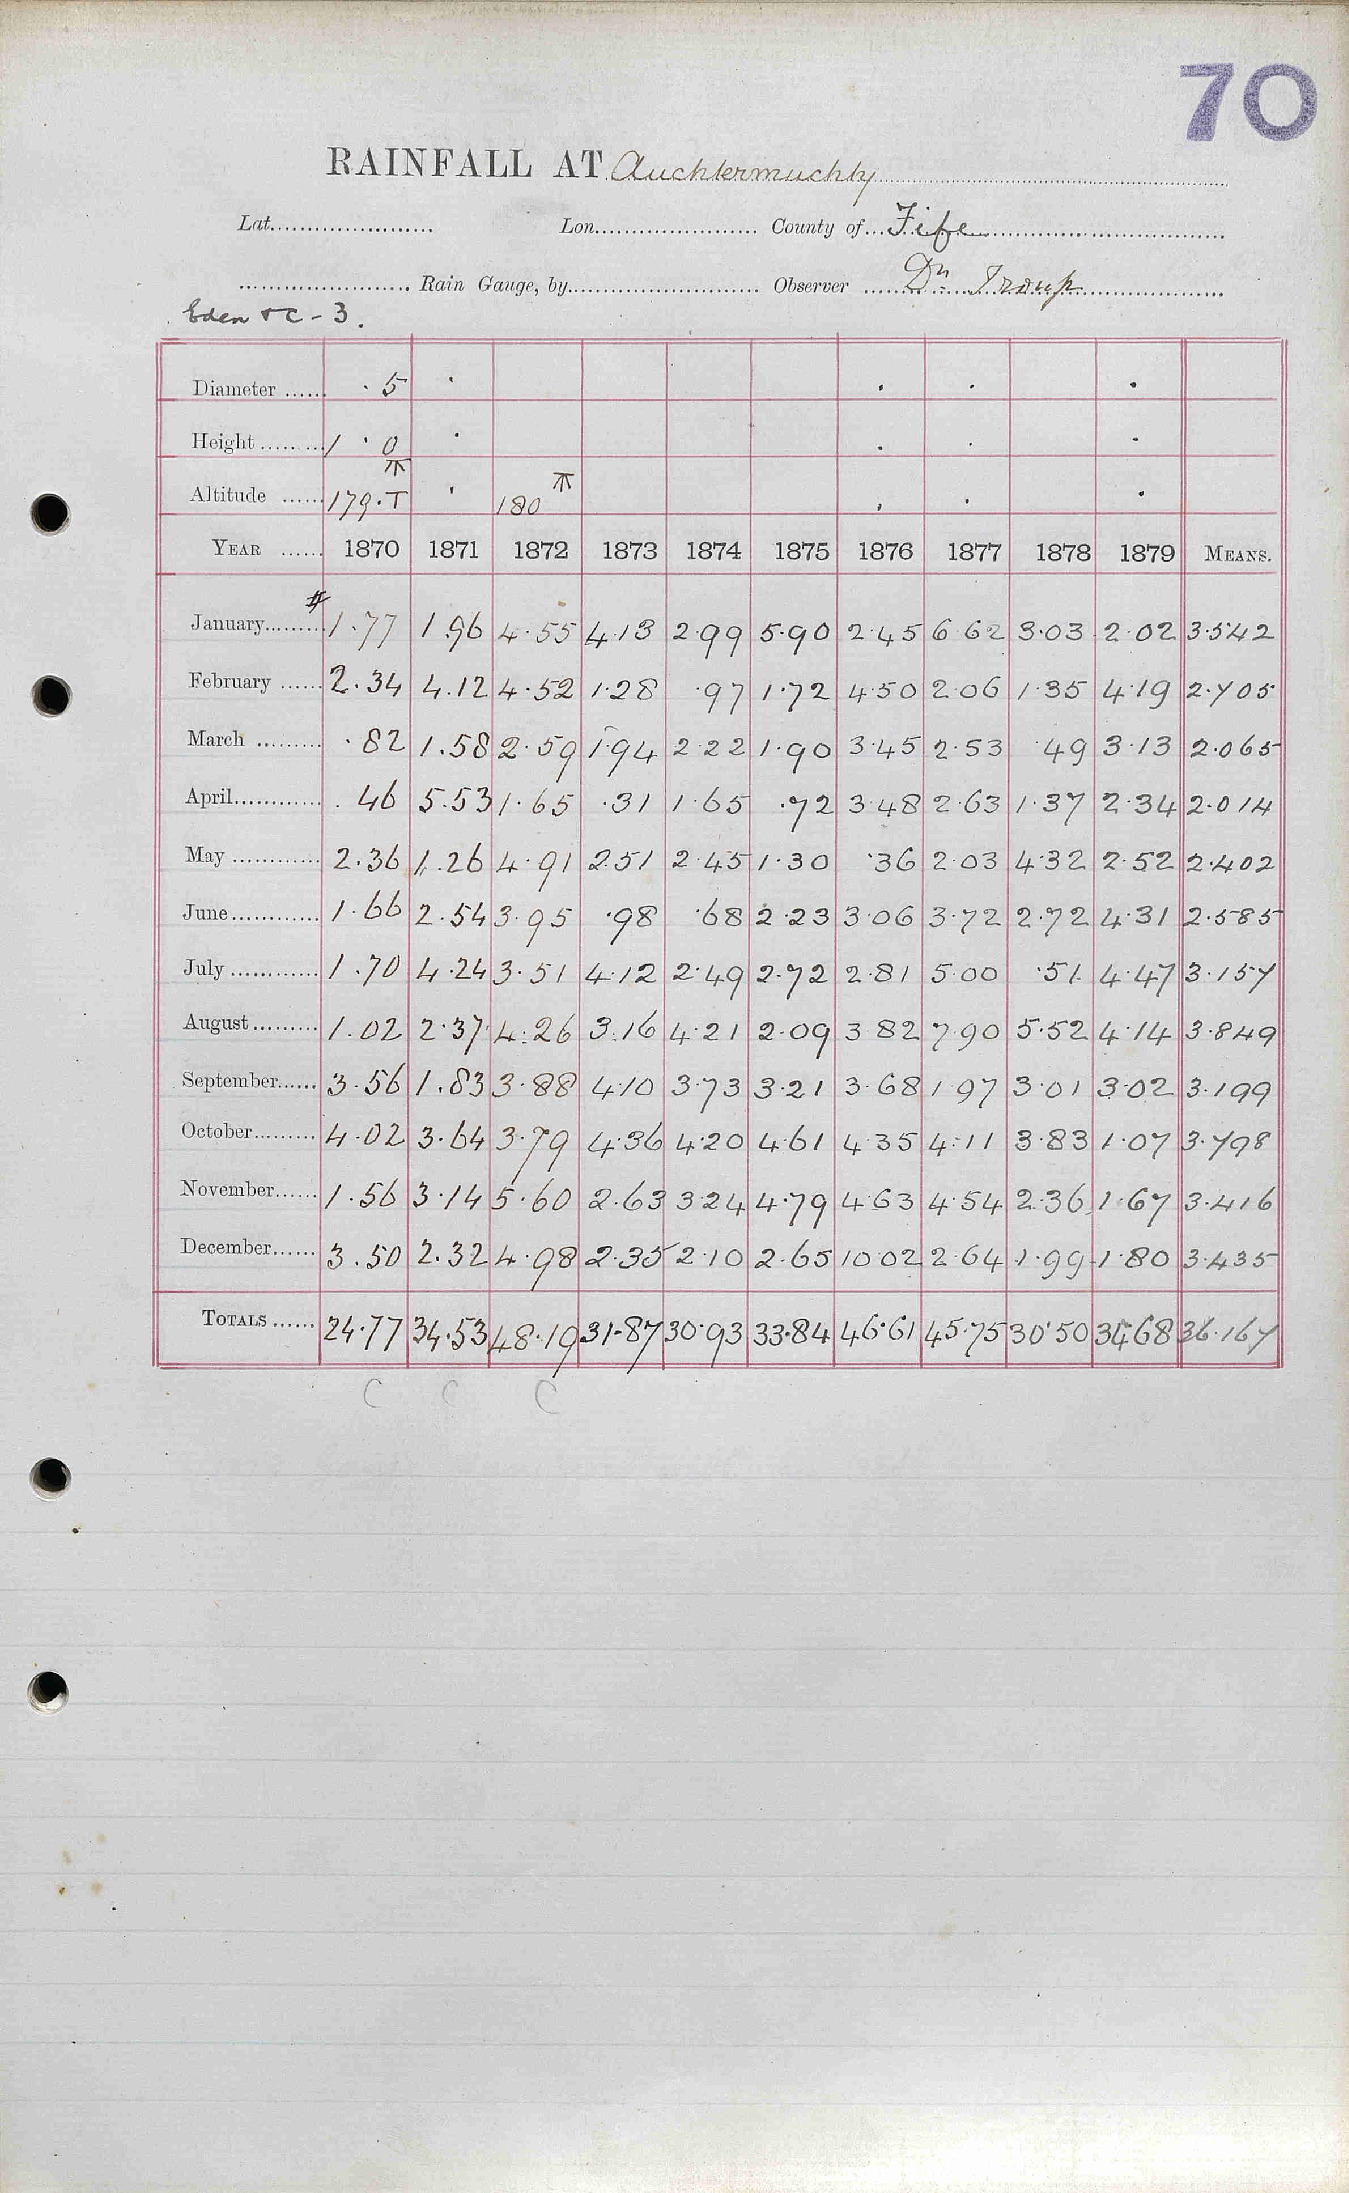 70
RAINFALL AT Auchtermuchty
Lat. Lon. County of Fife
Rain Gauge, by Observer Dr. Troup
Eden & C - 3.
Diameter ·5
Height 1·0
Altitude 179·T 180
YEAR 1870 1871 1872 1873 1874 1875 1876 1877 1878 1879 MEANS.
January 1.77 1.96 4.55 4.13 2.99 5.90 2.45 6.62 3.03 2.02 3.542
February 2.34 4.12 4.52 1.28 .97 1.72 4.50 2.06 1.35 4.19 2.705
March .82 1.58 2.59 1.94 2.22 1.90 3.45 2.53 .49 3.13 2.065
April .46 5.53 1.65 .31 1.65 .72 3.48 2.63 1.37 2.34 2.014
May 2.36 1.26 4.91 2.51 2.45 1.30 .36 2.03 4.32 2.52 2.402
June 1.66 2.54 3.95 .98 .68 2.23 3.06 3.72 2.72 4.31 2.585
July 1.70 4.24 3.51 4.12 2.49 2.72 2.81 5.00 .51 4.47 3.157
August 1.02 2.37 4.26 3.16 4.21 2.09 3.82 7.90 5.52 4.14 3.849
September 3.56 1.83 3.88 4.10 3.73 3.21 3.68 1.97 3.01 3.02 3.199
October 4.02 3.64 3.79 4.36 4.20 4.61 4.35 4.11 3.83 1.07 3.798
November 1.56 3.14 5.60 2.63 3.24 4.79 4.63 4.54 2.36 1.67 3.416
December 3.50 2.32 4.98 2.35 2.10 2.65 10.02 2.64 1.99 1.80 3.435
TOTALS 24.77 34.53 48.19 31.87 30.93 33.84 46.61 45.75 30.50 34.68 36.167
C C C